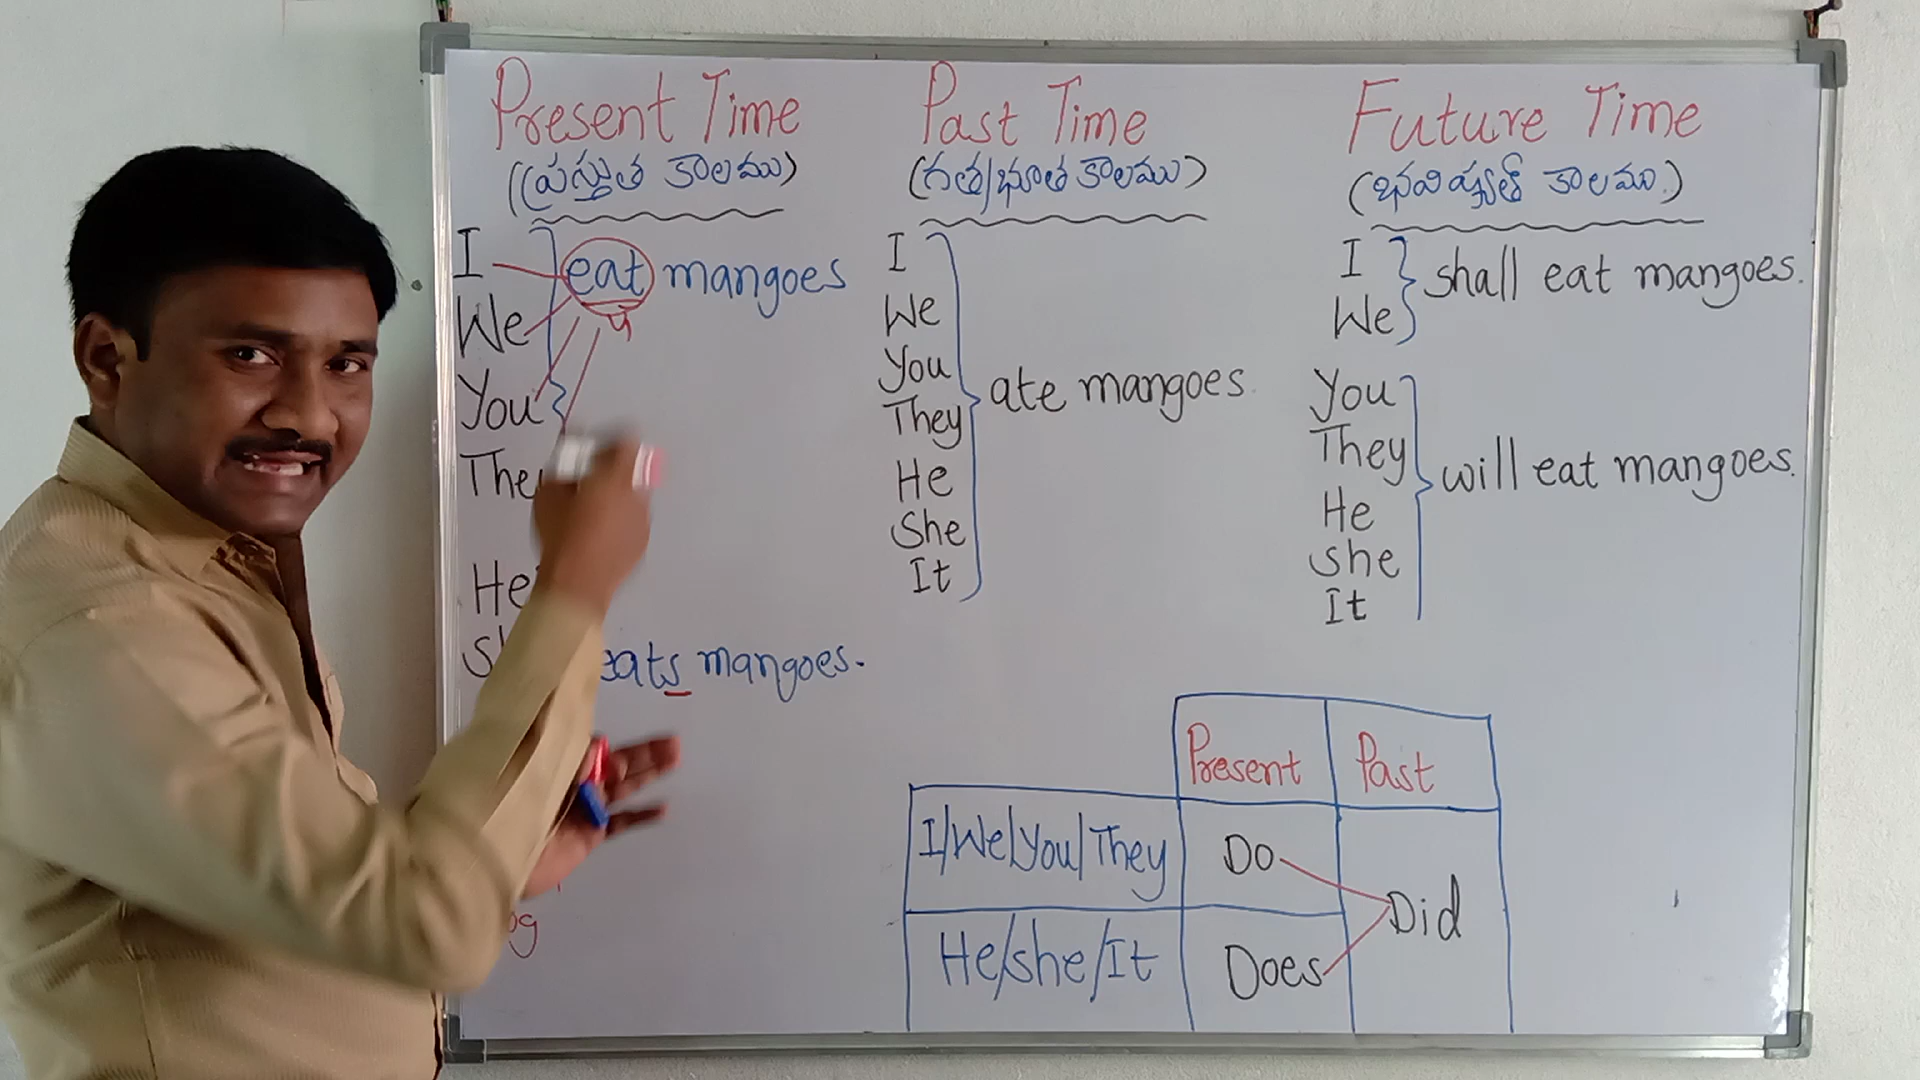 Present Time
(ప్రస్తుత కాలము)
I
We
You
They
eat mangoes
He
eats mangoes.
Past Time
(గత/భూత కాలము)
I
We
You
They
He
She
It
ate mangoes.
Future Time
(భవిష్యత్ కాలము.)
I
We
shall eat mangoes.
You
They
He
she
It
will eat mangoes.
Present Past
I/We/You/They Do
Did
He/she/It Does